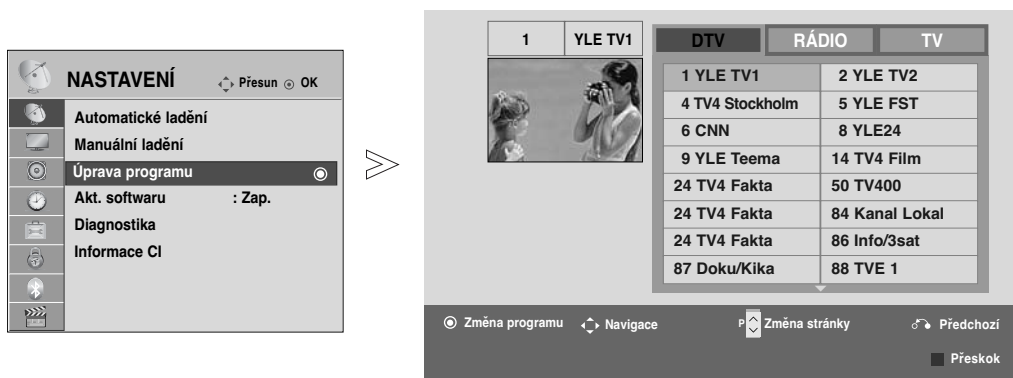 NASTAVENÍ Přesun OK
Automatické ladění
Manuální ladění
Úprava programu
Akt. softwaru : Zap.
Diagnostika
Informace CI
1 YLE TV1
DTV RÁDIO TV
1 YLE TV1 2 YLE TV2
4 TV4 Stockholm 5 YLE FST
6 CNN 8 YLE24
9 YLE Teema 14 TV4 Film
24 TV4 Fakta 50 TV400
24 TV4 Fakta 84 Kanal Lokal
24 TV4 Fakta 86 Info/3sat
87 Doku/Kika 88 TVE 1
Změna programu Navigace P Změna stránky Předchozí
Přeskok